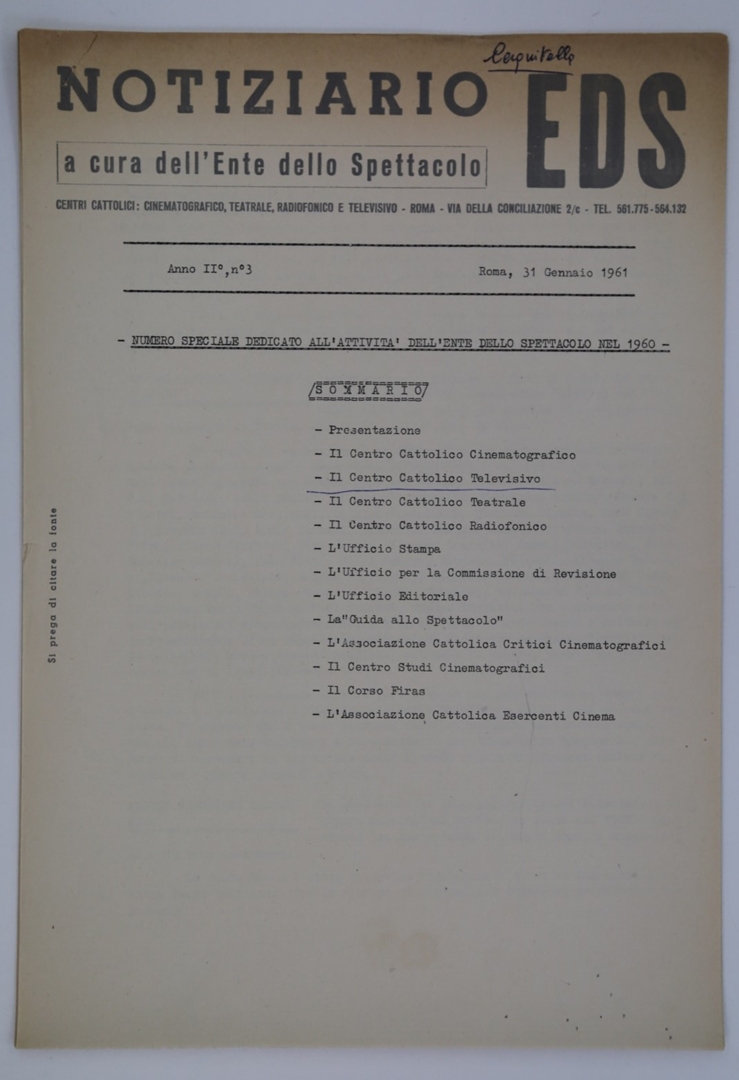 NOTIZIARIO EDS
a cura dell'Ente dello Spettacolo
CENTRI CATTOLICI: CINEMATOGRAFICO, TEATRALE, RADIOFONICO E TELEVISIVO - ROMA - VIA DELLA CONCILIAZIONE 2/c - TEL. 561.775-564.132
Anno II°,n°3 Roma, 31 Gennaio 1961
- NUMERO SPECIALE DEDICATO ALL'ATTIVITA' DELL'ENTE DELLO SPETTACOLO NEL 1960 -
/S O M M A R I O/
- Presentazione
- Il Centro Cattolico Cinematografico
- Il Centro Cattolico Televisivo
- Il Centro Cattolico Teatrale
- Il Centro Cattolico Radiofonico
- L'Ufficio Stampa
- L'Ufficio per la Commissione di Revisione
- L'Ufficio Editoriale
- La"Guida allo Spettacolo"
- L'Associazione Cattolica Critici Cinematografici
- Il Centro Studi Cinematografici
- Il Corso Firas
- L'Associazione Cattolica Esercenti Cinema
Si prega di citare la fonte